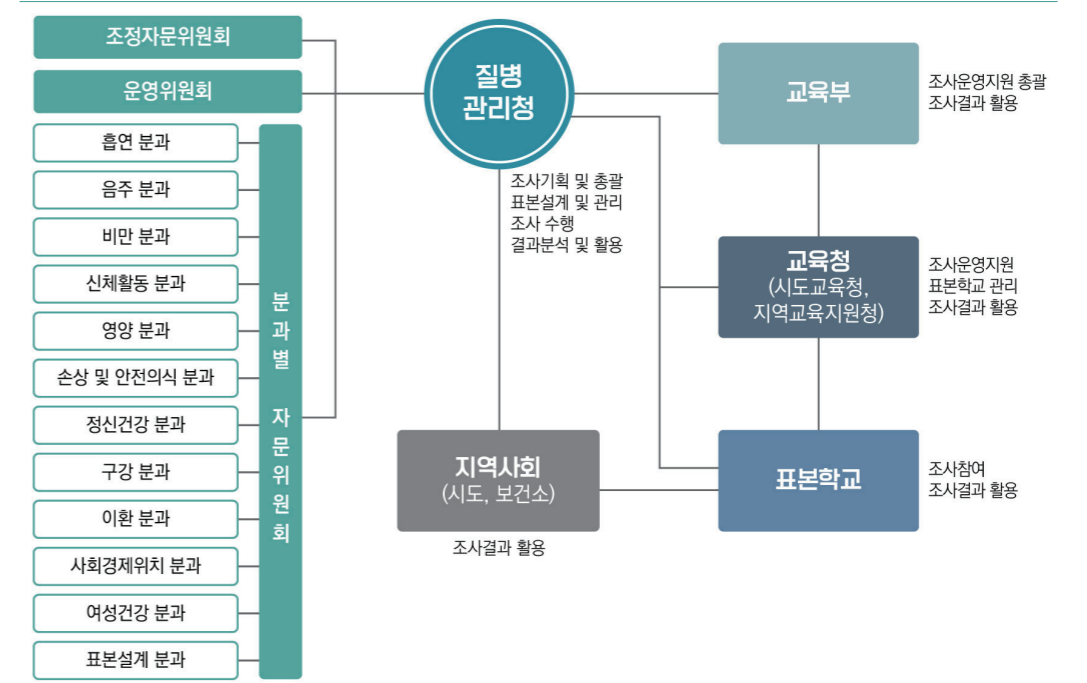 조정자문위원회
운영위원회
흡연 분과
음주 분과
비만 분과
신체활동 분과
영양 분과
손상 및 안전의식 분과
정신건강 분과
구강 분과
이환 분과
사회경제위치 분과
여성건강 분과
표본설계 분과
분과별 자문위원회
질병
관리청
조사기획 및 총괄
표본설계 및 관리
조사 수행
결과분석 및 활용
지역사회
(시도, 보건소)
조사결과 활용
교육부
조사운영지원 총괄
조사결과 활용
교육청
(시도교육청,
지역교육지원청)
조사운영지원
표본학교 관리
조사결과 활용
표본학교
조사참여
조사결과 활용